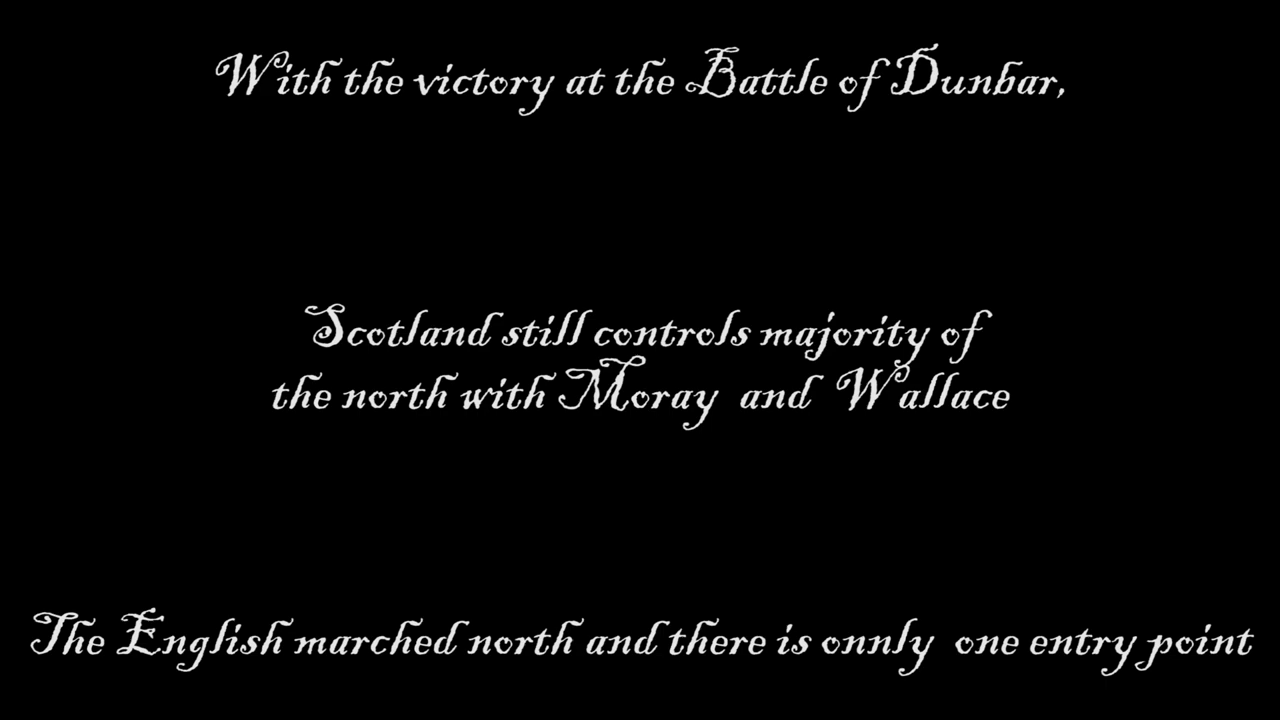 With the victory at the Battle of Dunbar,
Scotland still controls majority of
the north with Moray and Wallace
The English marched north and there is onnly one entry point